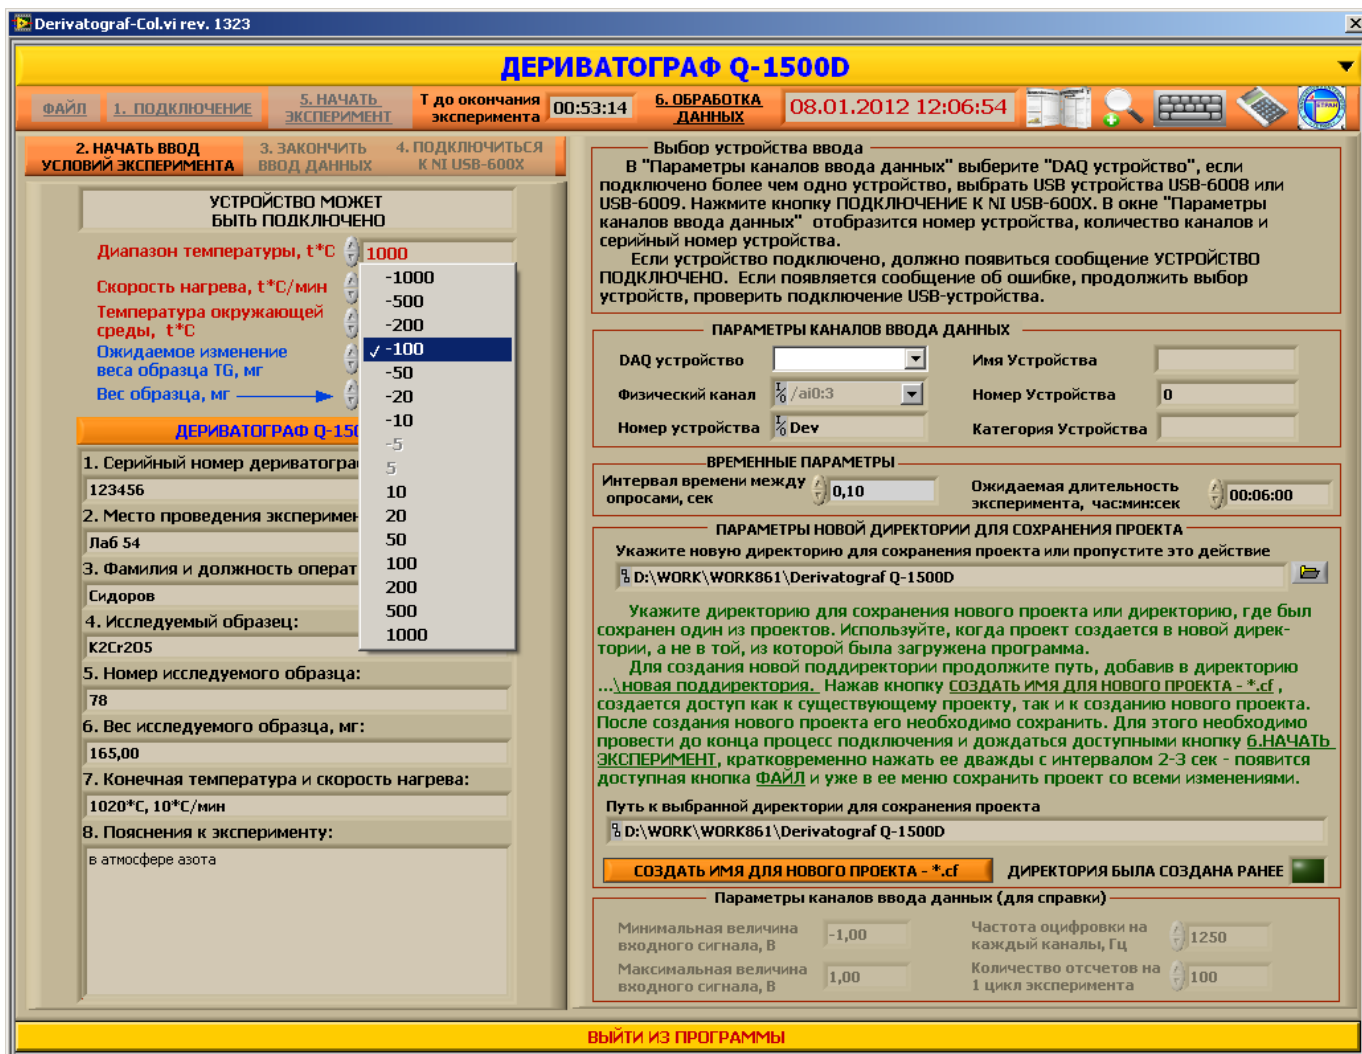 Derivatograf-Col.vi rev. 1323
ДЕРИВАТОГРАФ Q-1500D
ФАЙЛ
1. ПОДКЛЮЧЕНИЕ
5. НАЧАТЬ
ЭКСПЕРИМЕНТ
Т до окончания
эксперимента
00:53:14
6. ОБРАБОТКА
ДАННЫХ
08.01.2012 12:06:54
2. НАЧАТЬ ВВОД
УСЛОВИЙ ЭКСПЕРИМЕНТА
3. ЗАКОНЧИТЬ
ВВОД ДАННЫХ
4. ПОДКЛЮЧИТЬСЯ
К NI USB-600X
УСТРОЙСТВО МОЖЕТ
БЫТЬ ПОДКЛЮЧЕНО
Диапазон температуры, t*C
1000
Скорость нагрева, t*C/мин
Температура окружающей
среды, t*C
Ожидаемое изменение
веса образца TG, мг
Вес образца, мг
-1000
-500
-200
✓ -100
-50
-20
-10
-5
5
10
20
50
100
200
500
1000
ДЕРИВАТОГРАФ Q-150
1. Серийный номер дериватогра
123456
2. Место проведения эксперимен
Лаб 54
3. Фамилия и должность операт
Сидоров
4. Исследуемый образец:
K2Cr2O5
5. Номер исследуемого образца:
78
6. Вес исследуемого образца, мг:
165,00
7. Конечная температура и скорость нагрева:
1020*C, 10*C/мин
8. Пояснения к эксперименту:
в атмосфере азота
Выбор устройства ввода
В "Параметры каналов ввода данных" выберите "DAQ устройство", если
подключено более чем одно устройство, выбрать USB устройства USB-6008 или
USB-6009. Нажмите кнопку ПОДКЛЮЧЕНИЕ К NI USB-600X. В окне "Параметры
каналов ввода данных" отобразится номер устройства, количество каналов и
серийный номер устройства.
Если устройство подключено, должно появиться сообщение УСТРОЙСТВО
ПОДКЛЮЧЕНО. Если появляется сообщение об ошибке, продолжить выбор
устройств, проверить подключение USB-устройства.
ПАРАМЕТРЫ КАНАЛОВ ВВОДА ДАННЫХ
DAQ устройство
Имя Устройства
Физический канал
/ai0:3
Номер Устройства
0
Номер устройства
Dev
Категория Устройства
ВРЕМЕННЫЕ ПАРАМЕТРЫ
Интервал времени между
опросами, сек
0,10
Ожидаемая длительность
эксперимента, час:мин:сек
00:06:00
ПАРАМЕТРЫ НОВОЙ ДИРЕКТОРИИ ДЛЯ СОХРАНЕНИЯ ПРОЕКТА
Укажите новую директорию для сохранения проекта или пропустите это действие
D:\WORK\WORK861\Derivatograf Q-1500D
Укажите директорию для сохранения нового проекта или директорию, где был
сохранен один из проектов. Используйте, когда проект создается в новой дирек-
тории, а не в той, из которой была загружена программа.
Для создания новой поддиректории продолжите путь, добавив в директорию
...\новая поддиректория. Нажав кнопку СОЗДАТЬ ИМЯ ДЛЯ НОВОГО ПРОЕКТА - *.cf ,
создается доступ как к существующему проекту, так и к созданию нового проекта.
После создания нового проекта его необходимо сохранить. Для этого необходимо
провести до конца процесс подключения и дождаться доступными кнопку 6.НАЧАТЬ
ЭКСПЕРИМЕНТ, кратковременно нажать ее дважды с интервалом 2-3 сек - появится
доступная кнопка ФАЙЛ и уже в ее меню сохранить проект со всеми изменениями.
Путь к выбранной директории для сохранения проекта
D:\WORK\WORK861\Derivatograf Q-1500D
СОЗДАТЬ ИМЯ ДЛЯ НОВОГО ПРОЕКТА - *.cf
ДИРЕКТОРИЯ БЫЛА СОЗДАНА РАНЕЕ
Параметры каналов ввода данных (для справки)
Минимальная величина
входного сигнала, В
-1,00
Частота оцифровки на
каждый каналы, Гц
1250
Максимальная величина
входного сигнала, В
1,00
Количество отсчетов на
1 цикл эксперимента
100
ВЫЙТИ ИЗ ПРОГРАММЫ